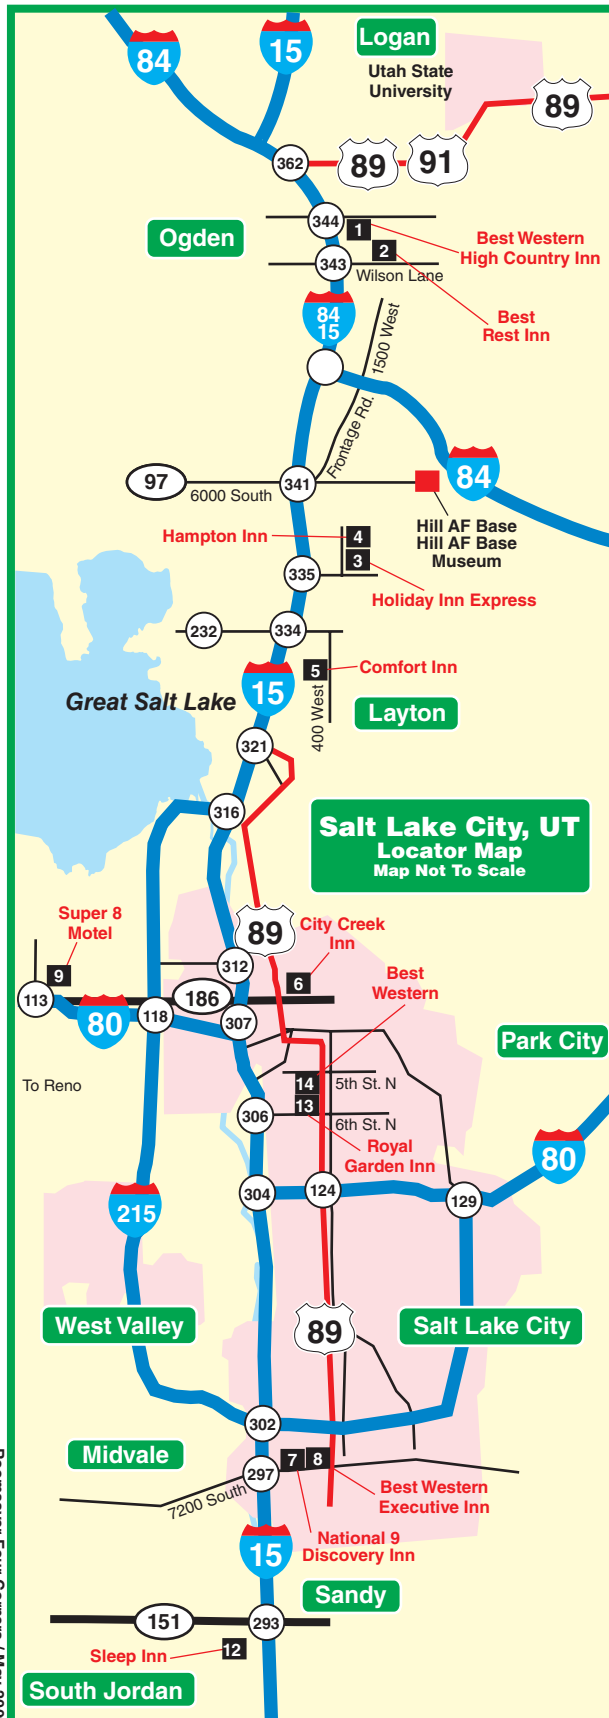 Logan
Utah State
University
84
15
89
362
89
91
344
1
Ogden
2
Best Western
High Country Inn
343
Wilson Lane
84
15
Best
Rest Inn
1500 West
Frontage Rd.
97
6000 South
341
84
Hill AF Base
Hill AF Base
Museum
Hampton Inn
4
3
335
Holiday Inn Express
232
334
5
Comfort Inn
15
Great Salt Lake
400 West
Layton
321
316
Salt Lake City, UT
Locator Map
Map Not To Scale
Super 8
Motel
89
City Creek
Inn
9
312
6
Best
Western
113
186
80
118
307
Park City
To Reno
14
5th St. N
13
306
6th St. N
Royal
Garden Inn
80
304
124
129
215
West Valley
89
Salt Lake City
302
Midvale
7
8
297
7200 South
Best Western
Executive Inn
National 9
Discovery Inn
15
Sandy
151
293
Sleep Inn
12
South Jordan